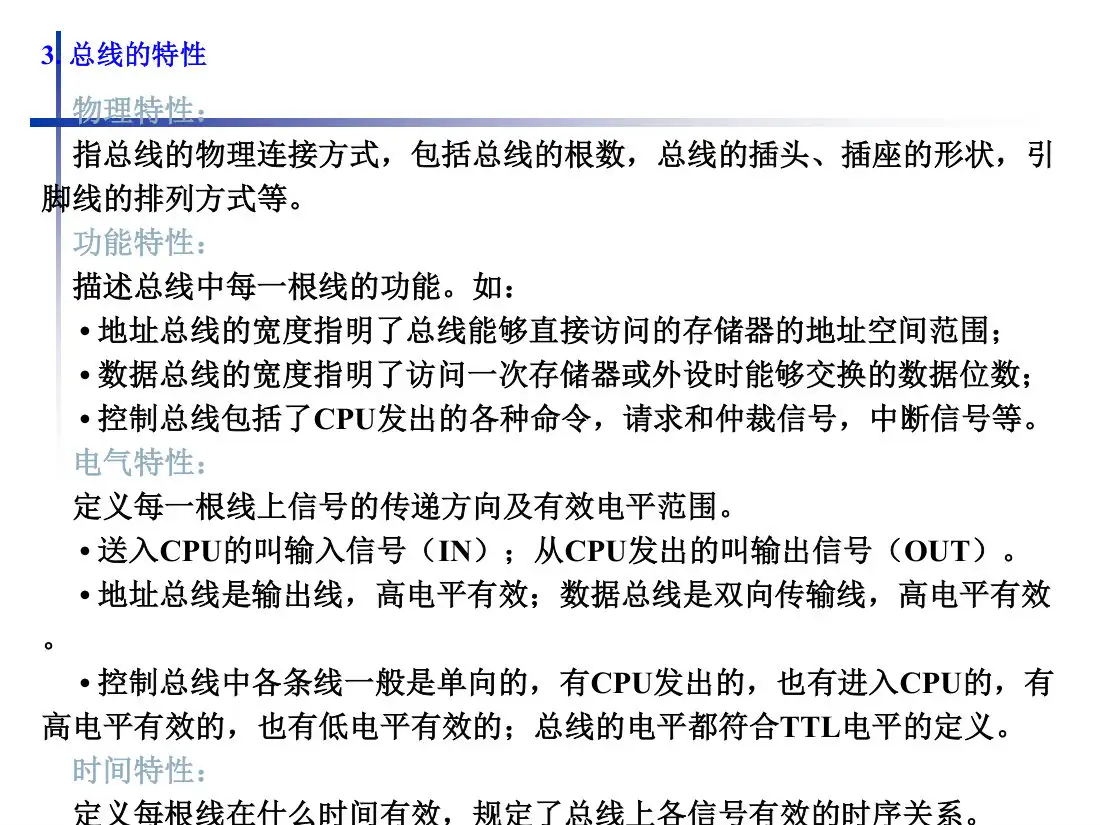 3. 总线的特性
物理特性：
指总线的物理连接方式，包括总线的根数，总线的插头、插座的形状，引
脚线的排列方式等。
功能特性：
描述总线中每一根线的功能。如：
• 地址总线的宽度指明了总线能够直接访问的存储器的地址空间范围；
• 数据总线的宽度指明了访问一次存储器或外设时能够交换的数据位数；
• 控制总线包括了CPU发出的各种命令，请求和仲裁信号，中断信号等。
电气特性：
定义每一根线上信号的传递方向及有效电平范围。
• 送入CPU的叫输入信号（IN）；从CPU发出的叫输出信号（OUT）。
• 地址总线是输出线，高电平有效；数据总线是双向传输线，高电平有效
。
• 控制总线中各条线一般是单向的，有CPU发出的，也有进入CPU的，有
高电平有效的，也有低电平有效的；总线的电平都符合TTL电平的定义。
时间特性：
定义每根线在什么时间有效，规定了总线上各信号有效的时序关系。